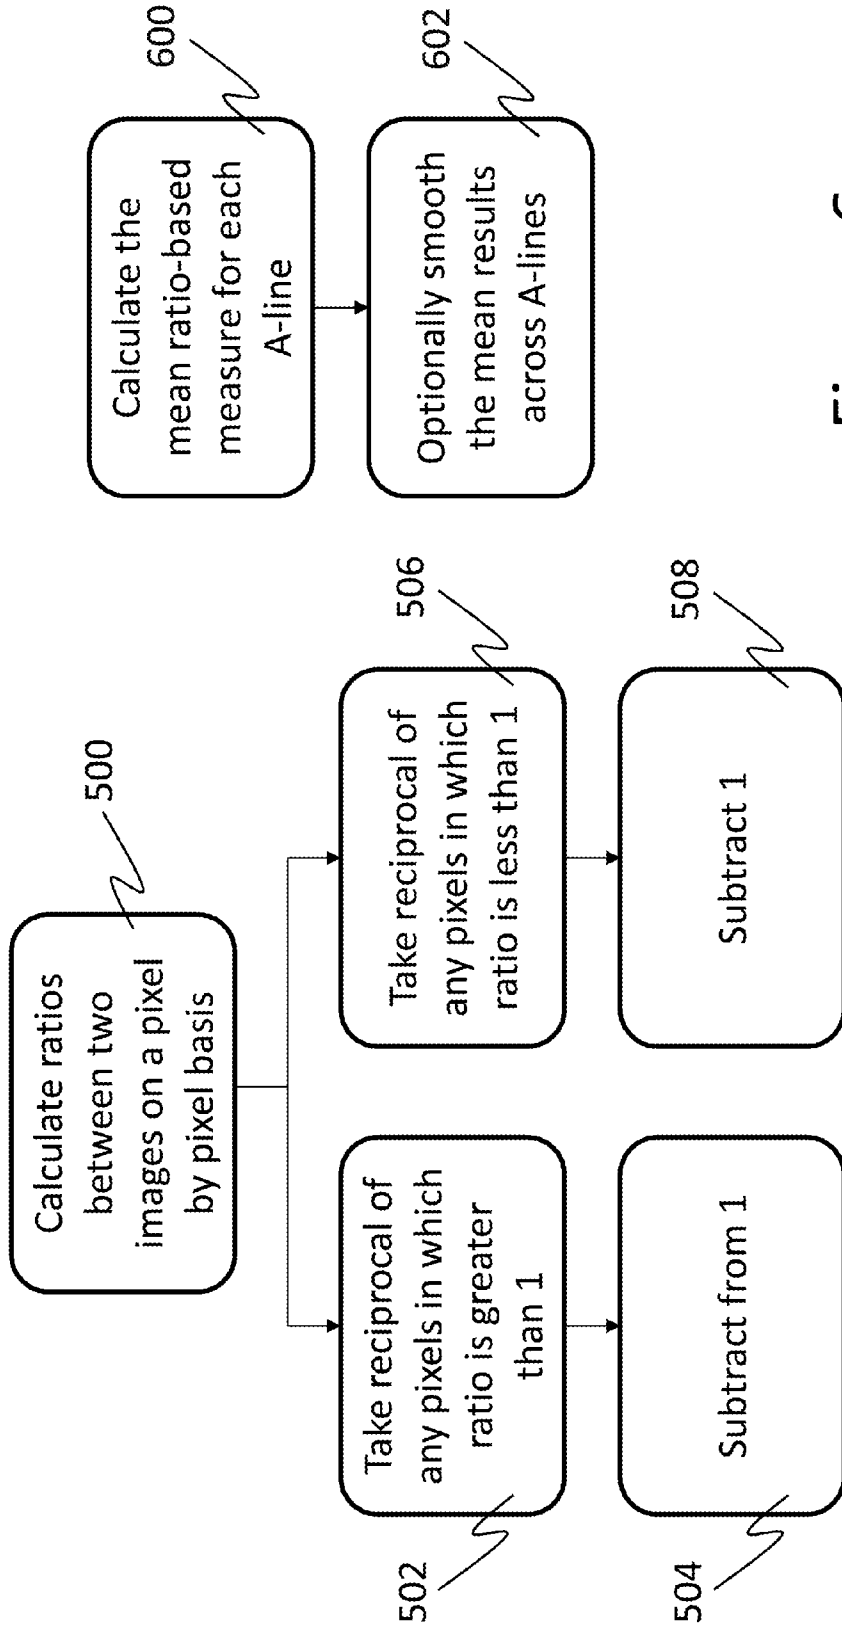 Calculate ratios
between two
images on a pixel
by pixel basis
500
Take reciprocal of
any pixels in which
ratio is greater
than 1
502
Subtract from 1
504
Take reciprocal of
any pixels in which
ratio is less than 1
506
Subtract 1
508
Calculate the
mean ratio-based
measure for each
A-line
600
Optionally smooth
the mean results
across A-lines
602